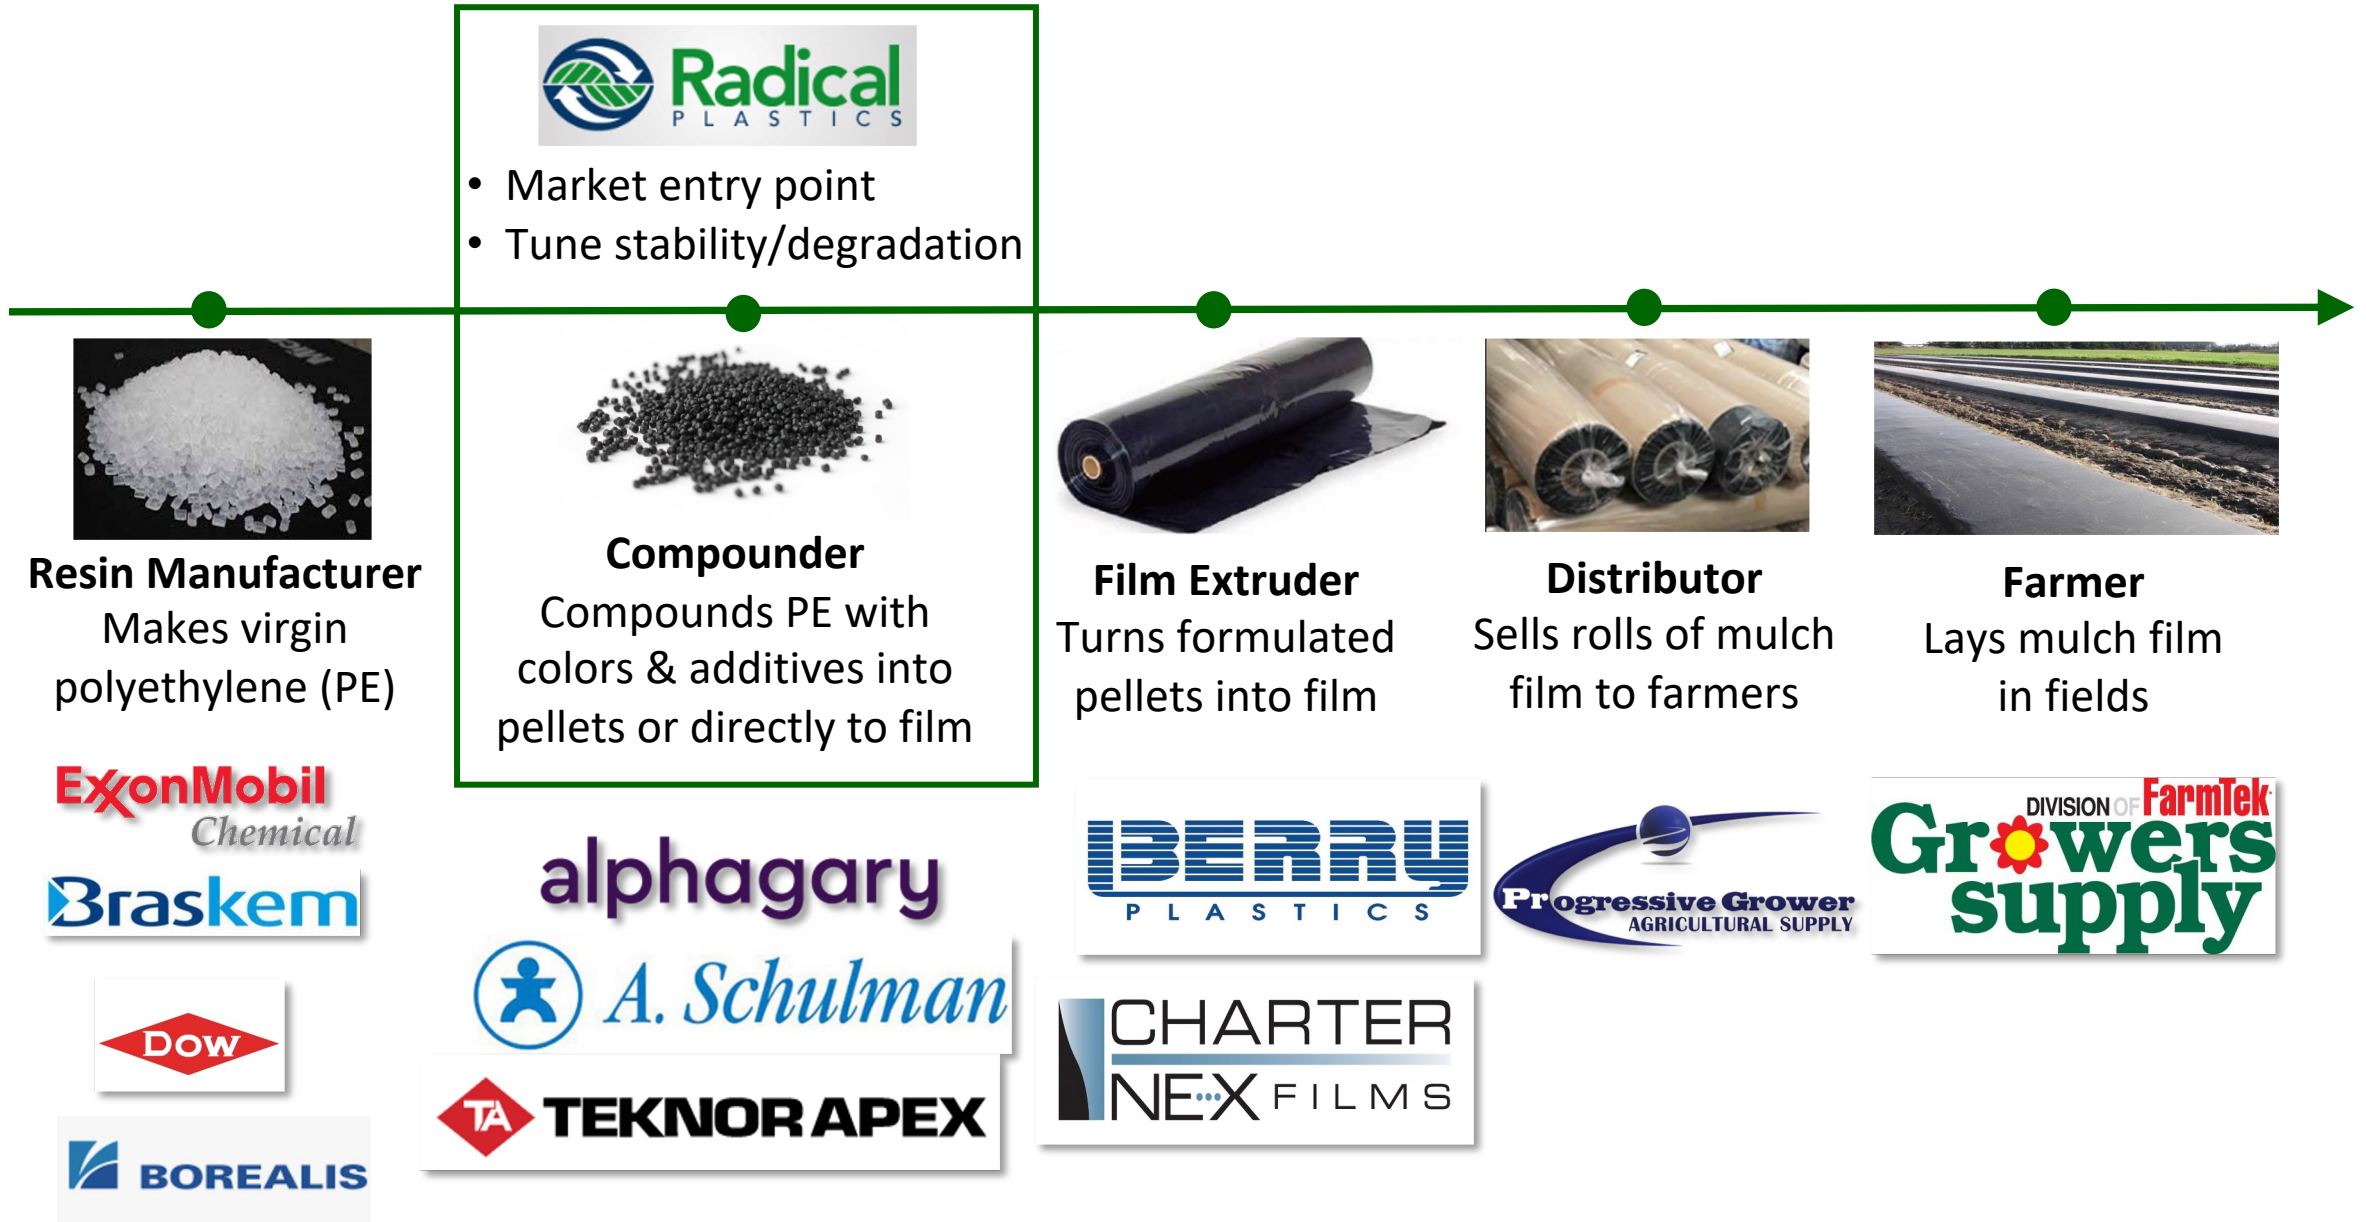 Radical
PLASTICS
• Market entry point
• Tune stability/degradation
Resin Manufacturer
Makes virgin
polyethylene (PE)
Compounder
Compounds PE with
colors & additives into
pellets or directly to film
Film Extruder
Turns formulated
pellets into film
Distributor
Sells rolls of mulch
film to farmers
Farmer
Lays mulch film
in fields
ExxonMobil
Chemical
Braskem
DOW
BOREALIS
alphagary
A. Schulman
TA TEKNOR APEX
BERRY
PLASTICS
CHARTER
NEX FILMS
Progressive Grower
AGRICULTURAL SUPPLY
DIVISION OF FarmTek
Growers
supply